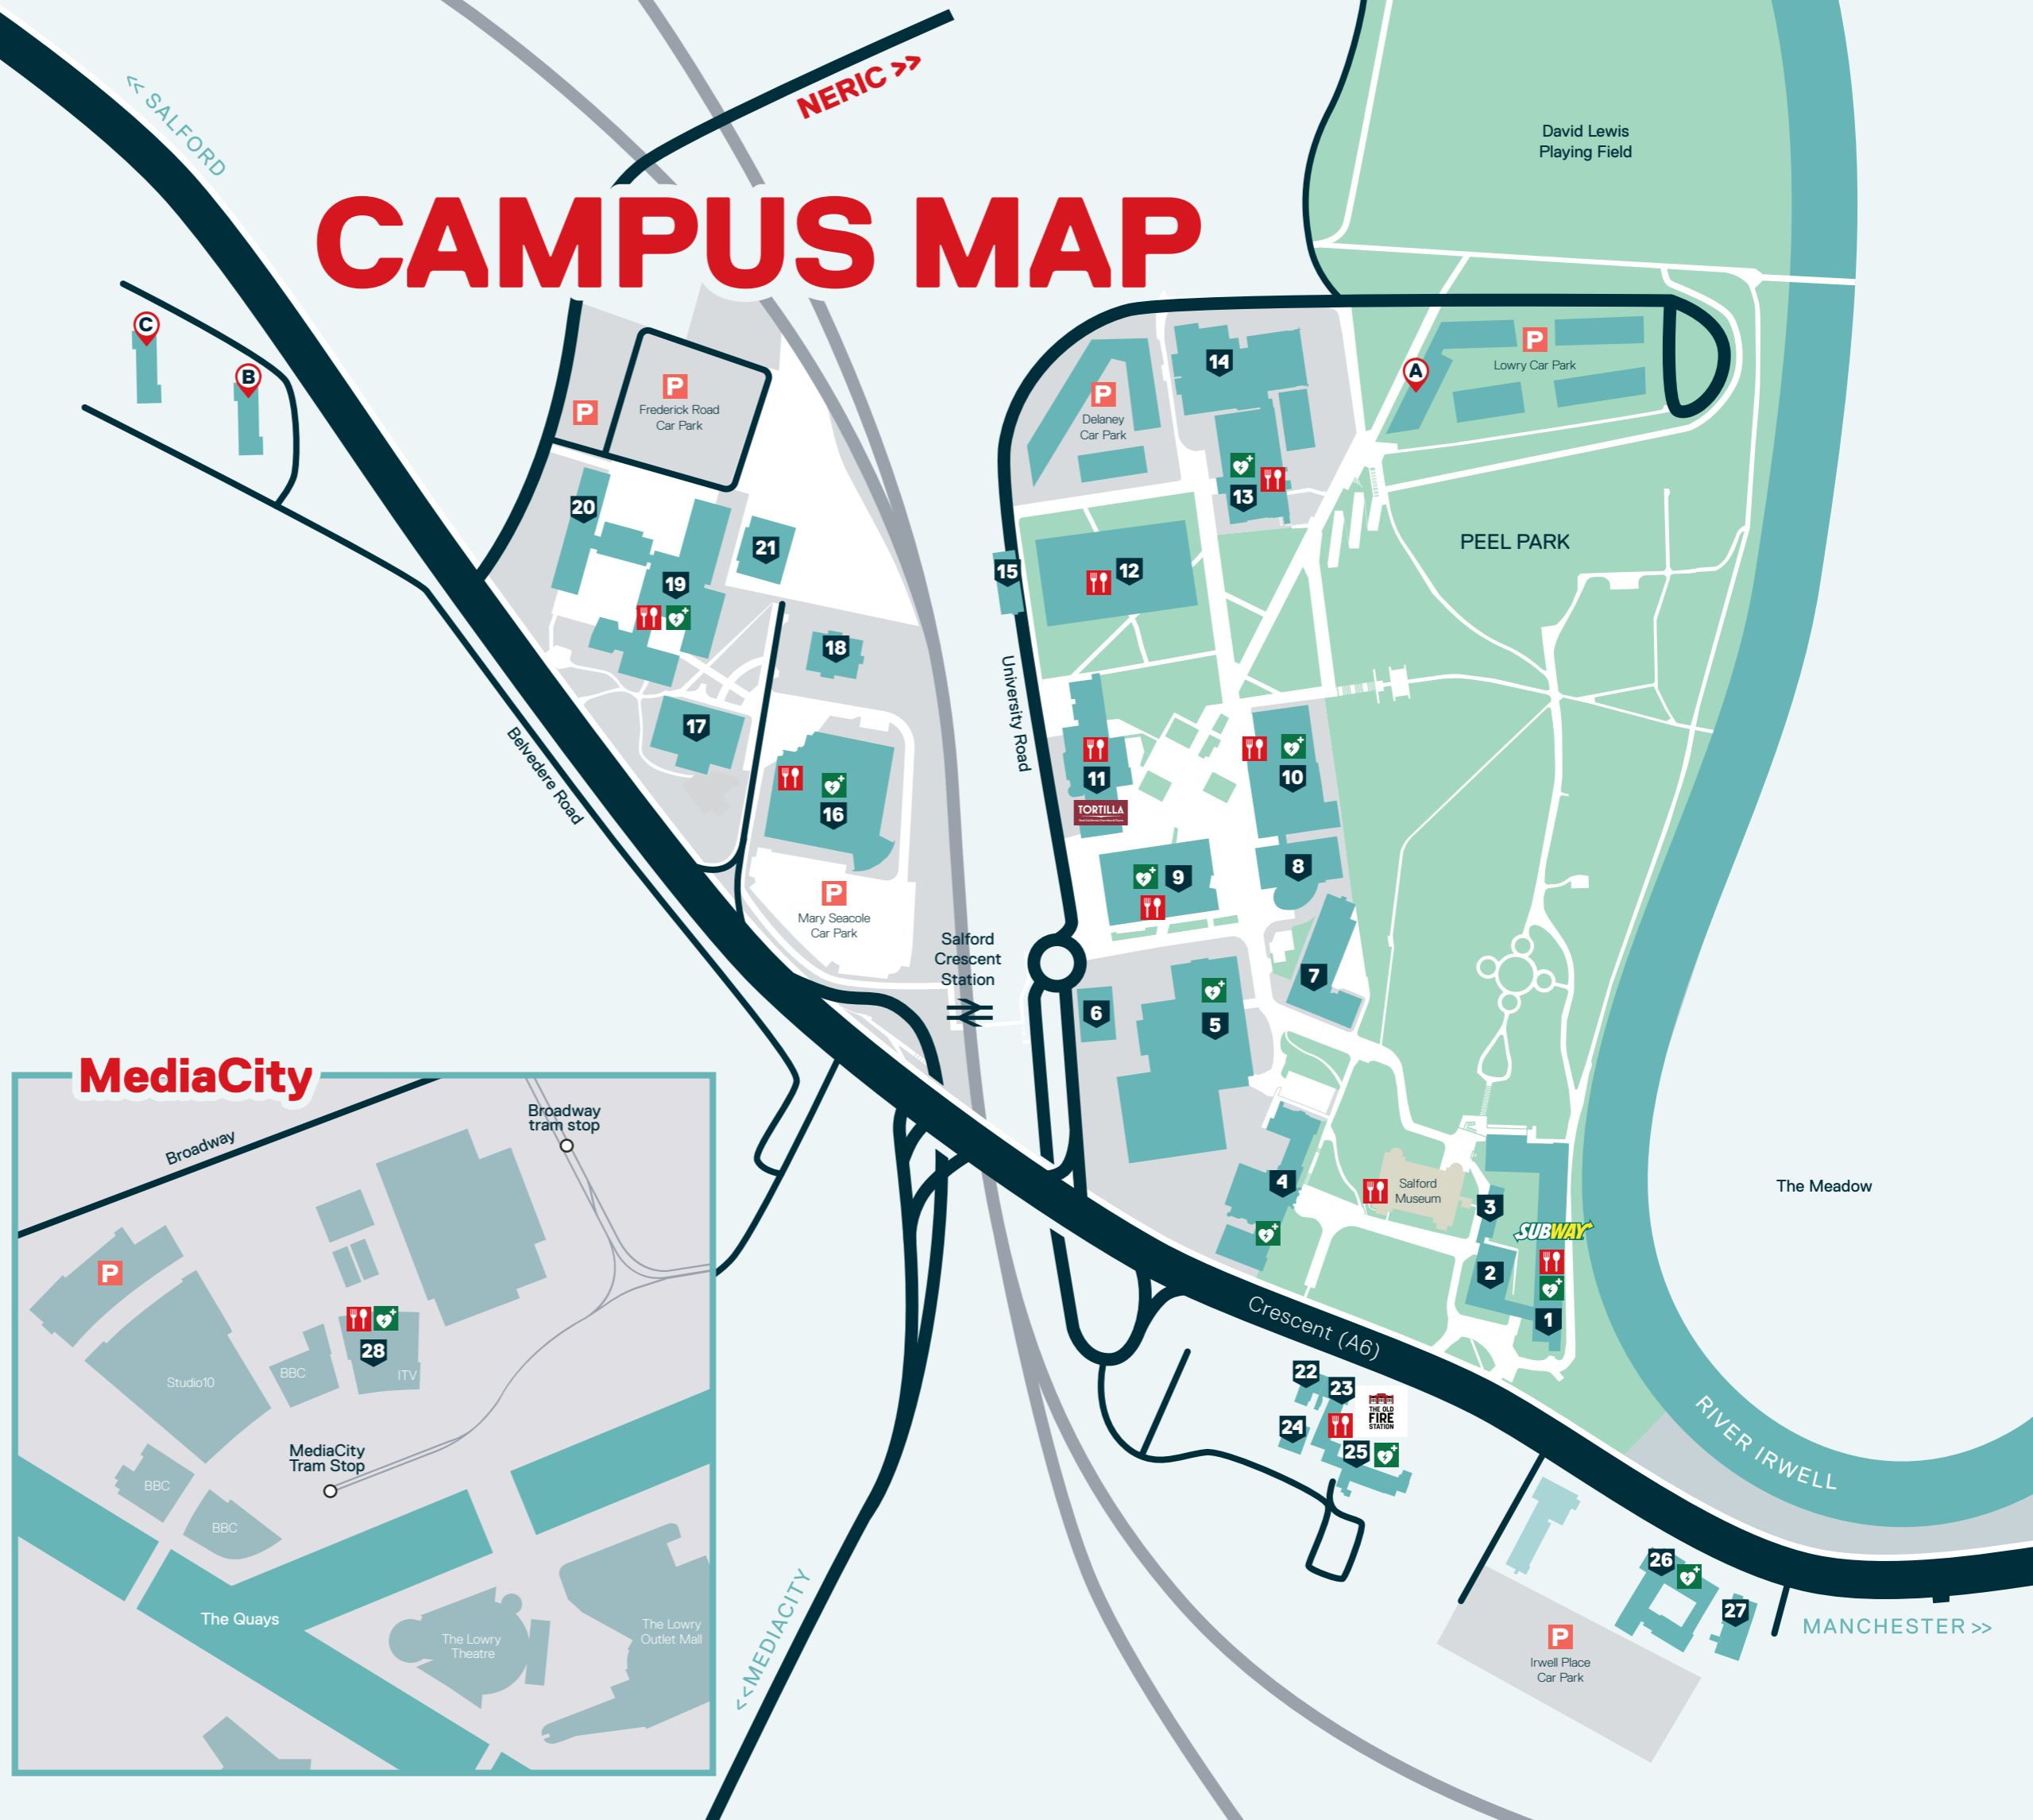 << SALFORD
NERIC >>
CAMPUS MAP
David Lewis
Playing Field
C
B
A
P
P
Frederick Road
Car Park
P
Delaney
Car Park
P
Lowry Car Park
14
13
20
21
19
15
12
PEEL PARK
18
17
University Road
Belvedere Road
11
TORTILLA
10
16
9
8
P
Mary Seacole
Car Park
Salford
Crescent
Station
7
6
5
4
Salford
Museum
3
SUBWAY
2
1
The Meadow
Crescent (A6)
RIVER IRWELL
22
23
THE OLD
FIRE
STATION
24
25
26
27
MANCHESTER >>
P
Irwell Place
Car Park
<<MEDIACITY
MediaCity
Broadway
Broadway
tram stop
P
28
ITV
BBC
Studio10
MediaCity
Tram Stop
BBC
BBC
The Quays
The Lowry
Theatre
The Lowry
Outlet Mall